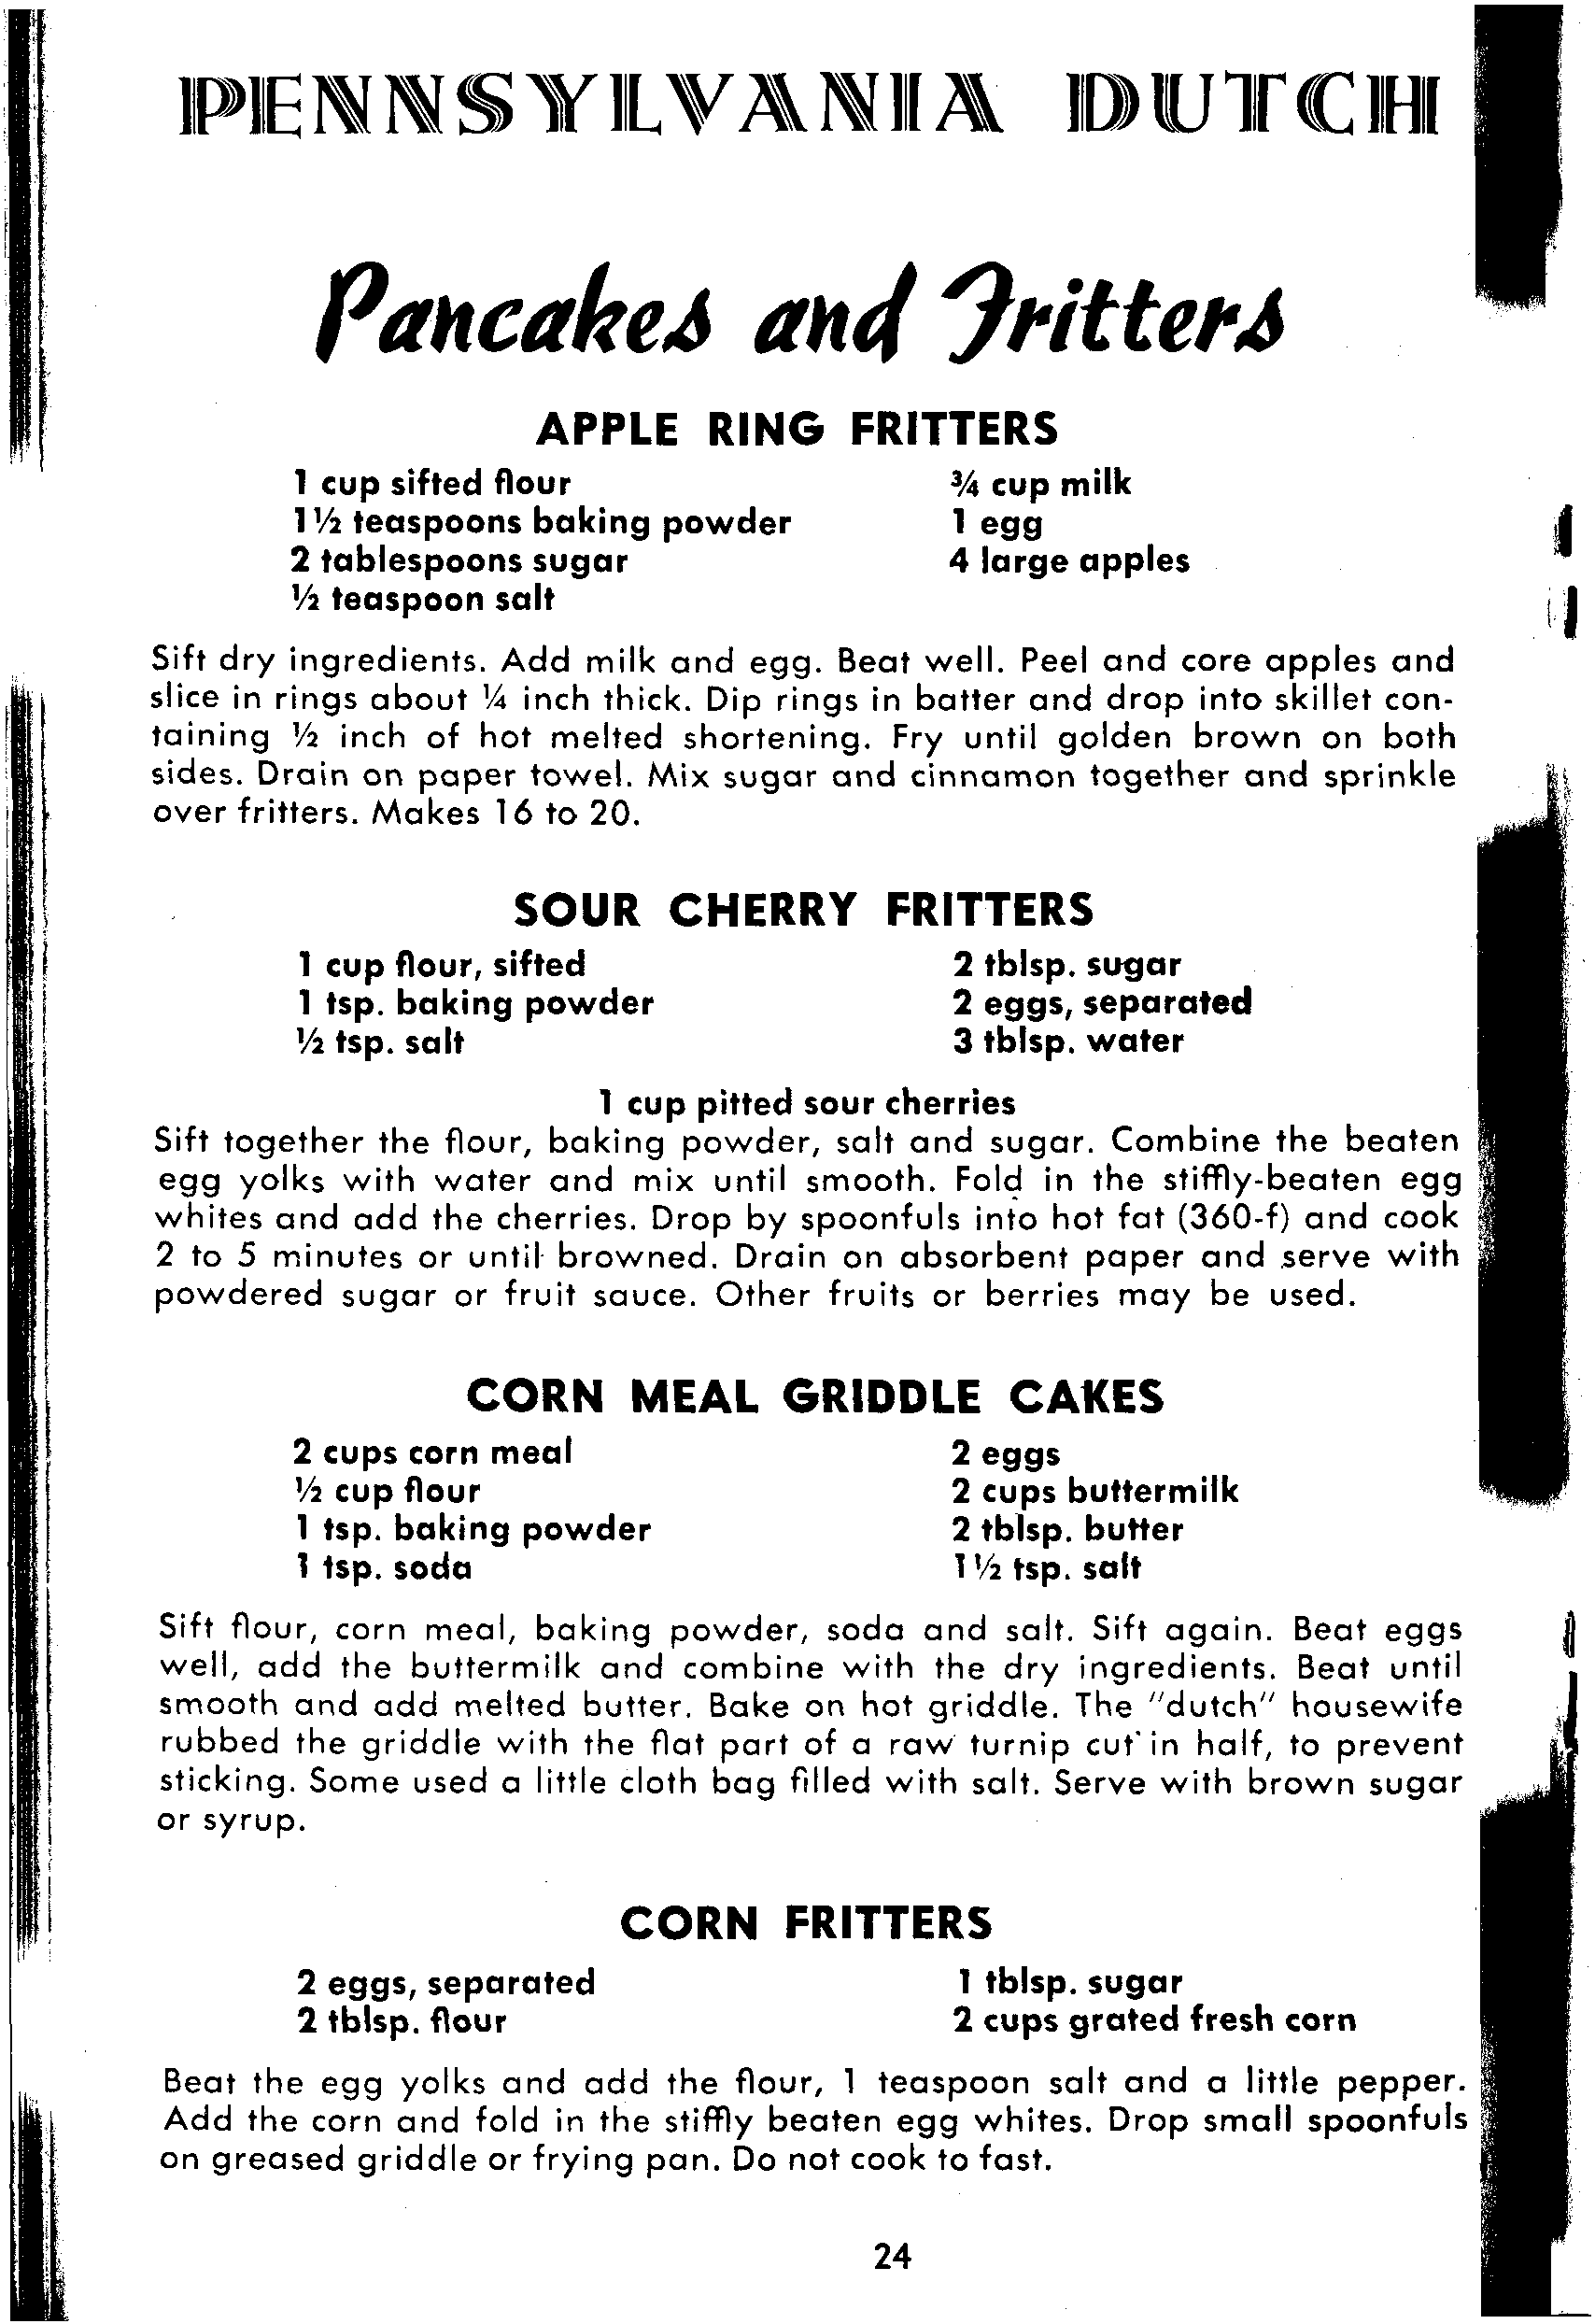 PENNSYLVANIA DUTCH
Pancakes and Fritters
APPLE RING FRITTERS
1 cup sifted flour
1½ teaspoons baking powder
2 tablespoons sugar
½ teaspoon salt
¾ cup milk
1 egg
4 large apples
Sift dry ingredients. Add milk and egg. Beat well. Peel and core apples and
slice in rings about ¼ inch thick. Dip rings in batter and drop into skillet con-
taining ½ inch of hot melted shortening. Fry until golden brown on both
sides. Drain on paper towel. Mix sugar and cinnamon together and sprinkle
over fritters. Makes 16 to 20.
SOUR CHERRY FRITTERS
1 cup flour, sifted
1 tsp. baking powder
½ tsp. salt
2 tblsp. sugar
2 eggs, separated
3 tblsp. water
1 cup pitted sour cherries
Sift together the flour, baking powder, salt and sugar. Combine the beaten
egg yolks with water and mix until smooth. Fold in the stiffly-beaten egg
whites and add the cherries. Drop by spoonfuls into hot fat (360-f) and cook
2 to 5 minutes or until browned. Drain on absorbent paper and serve with
powdered sugar or fruit sauce. Other fruits or berries may be used.
CORN MEAL GRIDDLE CAKES
2 cups corn meal
½ cup flour
1 tsp. baking powder
1 tsp. soda
2 eggs
2 cups buttermilk
2 tblsp. butter
1½ tsp. salt
Sift flour, corn meal, baking powder, soda and salt. Sift again. Beat eggs
well, add the buttermilk and combine with the dry ingredients. Beat until
smooth and add melted butter. Bake on hot griddle. The "dutch" housewife
rubbed the griddle with the flat part of a raw turnip cut in half, to prevent
sticking. Some used a little cloth bag filled with salt. Serve with brown sugar
or syrup.
CORN FRITTERS
2 eggs, separated
2 tblsp. flour
1 tblsp. sugar
2 cups grated fresh corn
Beat the egg yolks and add the flour, 1 teaspoon salt and a little pepper.
Add the corn and fold in the stiffly beaten egg whites. Drop small spoonfuls
on greased griddle or frying pan. Do not cook to fast.
24